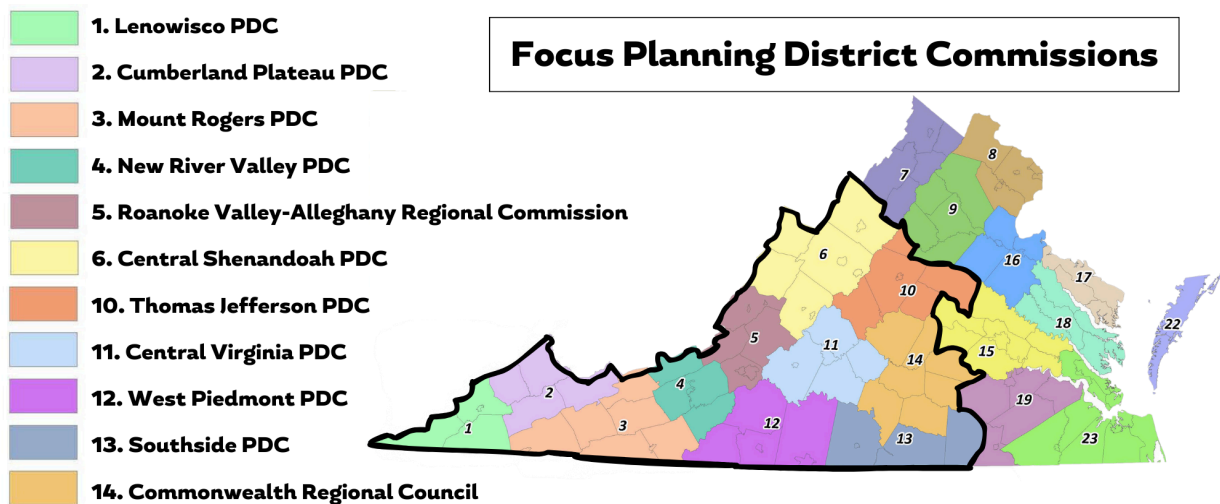 Focus Planning District Commissions
1. Lenowisco PDC
2. Cumberland Plateau PDC
3. Mount Rogers PDC
4. New River Valley PDC
5. Roanoke Valley-Alleghany Regional Commission
6. Central Shenandoah PDC
10. Thomas Jefferson PDC
11. Central Virginia PDC
12. West Piedmont PDC
13. Southside PDC
14. Commonwealth Regional Council
8
7
9
6
16
17
10
18
22
5
11
15
14
4
2
19
12
3
1
13
23